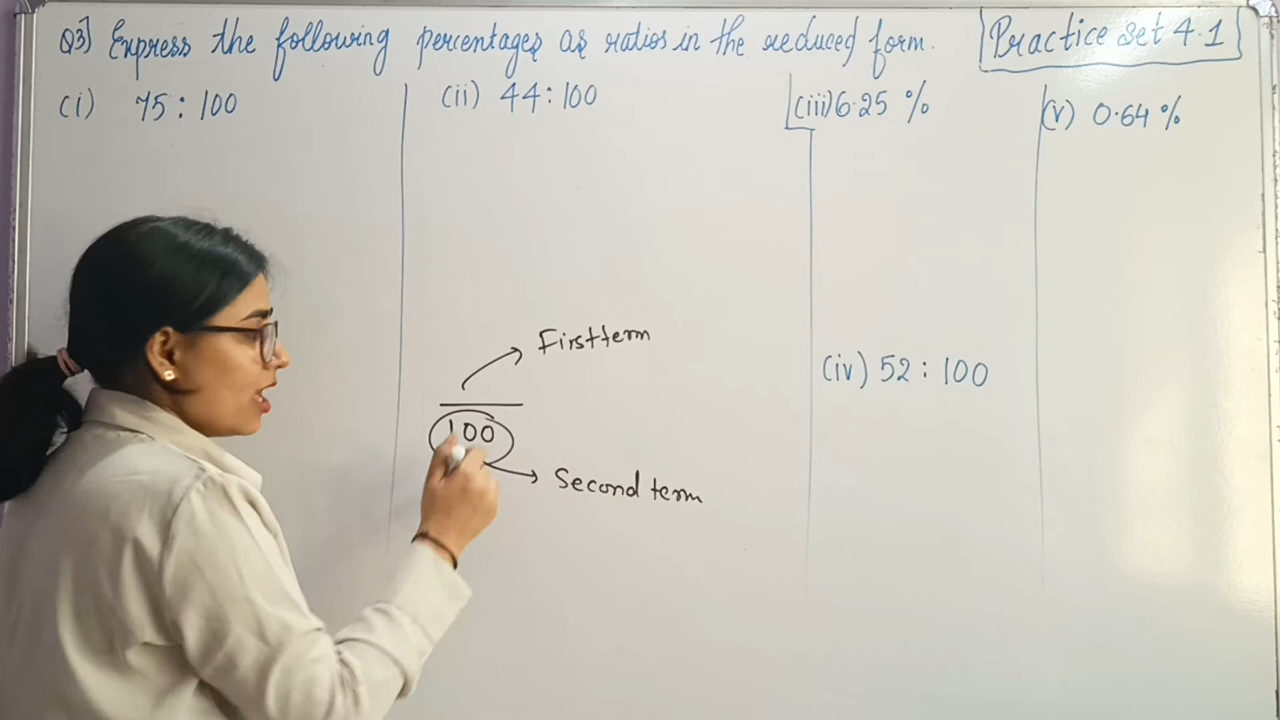 Q3] Express the following percentages as ratios in the reduced form.
Practice set 4.1
(i) 75 : 100
(ii) 44 : 100
(iii) 6.25 %
(v) 0.64 %
First term
100
Second term
(iv) 52 : 100